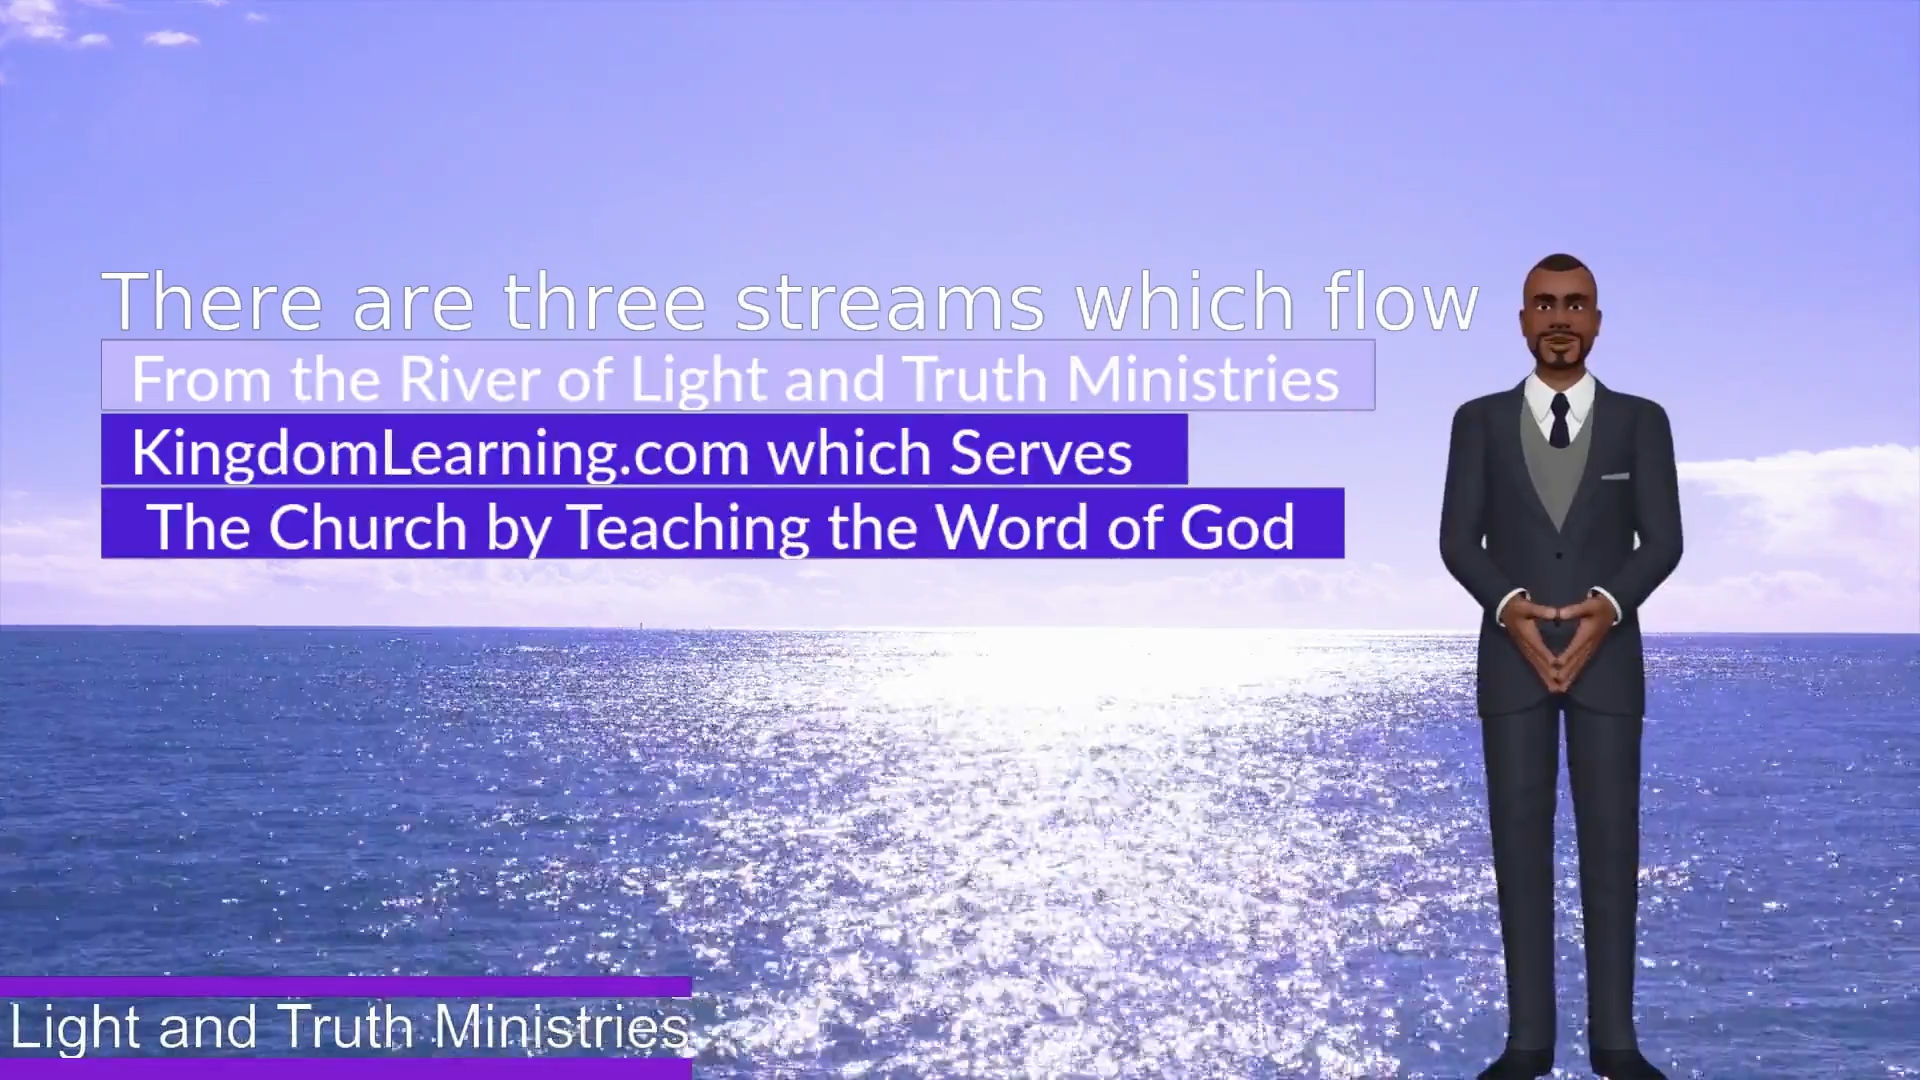 There are three streams which flow
From the River of Light and Truth Ministries
KingdomLearning.com which Serves
The Church by Teaching the Word of God
Light and Truth Ministries